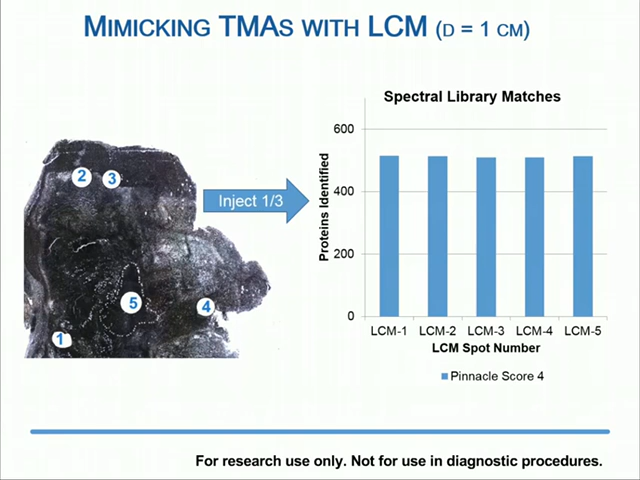 MIMICKING TMAS WITH LCM (D = 1 CM)
Spectral Library Matches
2
3
5
4
1
Inject 1/3
Proteins Identified
600
400
200
0
LCM-1 LCM-2 LCM-3 LCM-4 LCM-5
LCM Spot Number
Pinnacle Score 4
For research use only. Not for use in diagnostic procedures.